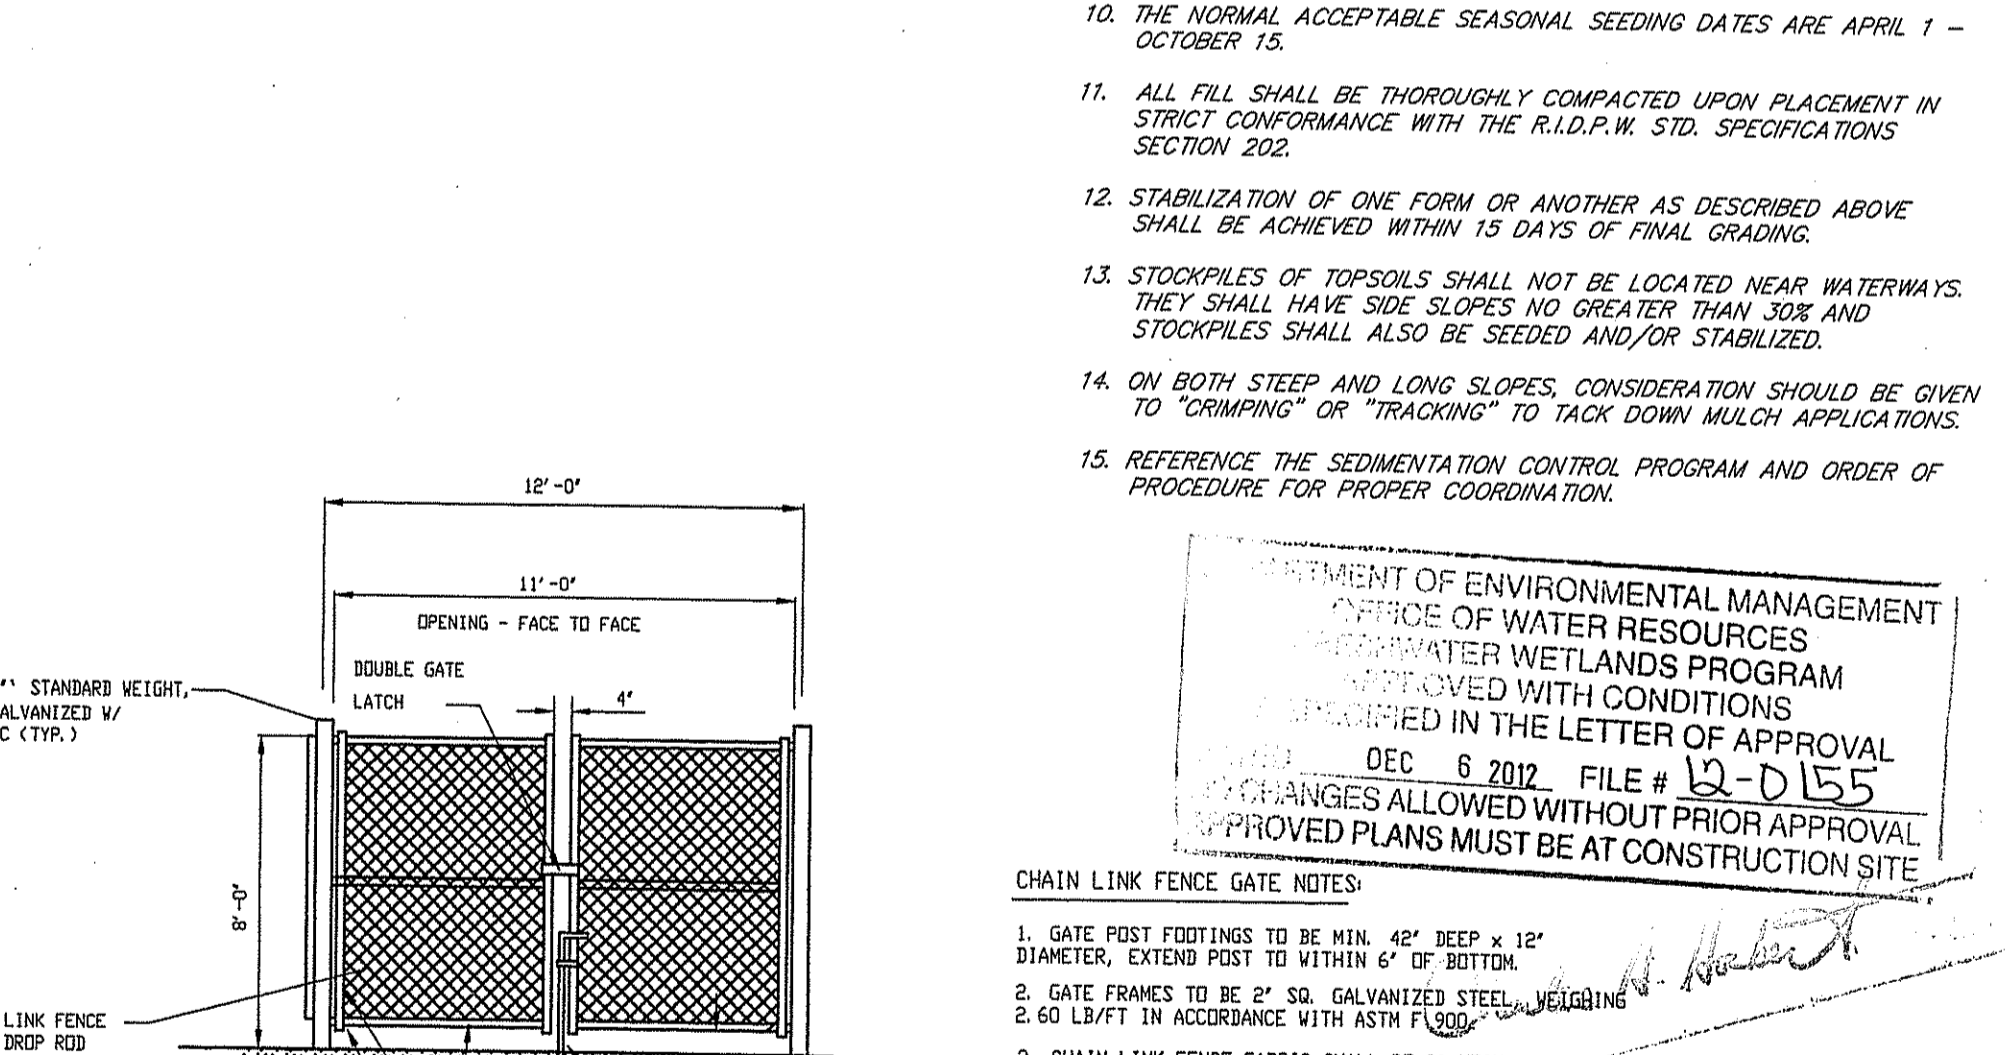 10. THE NORMAL ACCEPTABLE SEASONAL SEEDING DATES ARE APRIL 1 –
OCTOBER 15.
11. ALL FILL SHALL BE THOROUGHLY COMPACTED UPON PLACEMENT IN
STRICT CONFORMANCE WITH THE R.I.D.P.W. STD. SPECIFICATIONS
SECTION 202.
12. STABILIZATION OF ONE FORM OR ANOTHER AS DESCRIBED ABOVE
SHALL BE ACHIEVED WITHIN 15 DAYS OF FINAL GRADING.
13. STOCKPILES OF TOPSOILS SHALL NOT BE LOCATED NEAR WATERWAYS.
THEY SHALL HAVE SIDE SLOPES NO GREATER THAN 30% AND
STOCKPILES SHALL ALSO BE SEEDED AND/OR STABILIZED.
14. ON BOTH STEEP AND LONG SLOPES, CONSIDERATION SHOULD BE GIVEN
TO "CRIMPING" OR "TRACKING" TO TACK DOWN MULCH APPLICATIONS.
15. REFERENCE THE SEDIMENTATION CONTROL PROGRAM AND ORDER OF
PROCEDURE FOR PROPER COORDINATION.
12'-0"
11'-0"
OPENING - FACE TO FACE
DOUBLE GATE
LATCH
4"
STANDARD WEIGHT,
ALVANIZED W/
C (TYP.)
8'-0"
LINK FENCE
DROP ROD
OF ENVIRONMENTAL MANAGEMENT
OFFICE OF WATER RESOURCES
WETLANDS PROGRAM
APPROVED WITH CONDITIONS
SPECIFIED IN THE LETTER OF APPROVAL
DEC 6 2012 FILE # 12-0155
CHANGES ALLOWED WITHOUT PRIOR APPROVAL
APPROVED PLANS MUST BE AT CONSTRUCTION SITE
CHAIN LINK FENCE GATE NOTES:
1. GATE POST FOOTINGS TO BE MIN. 42" DEEP x 12"
DIAMETER, EXTEND POST TO WITHIN 6" OF BOTTOM.
2. GATE FRAMES TO BE 2" SQ. GALVANIZED STEEL, WEIGHING
2.60 LB/FT IN ACCORDANCE WITH ASTM F 900.